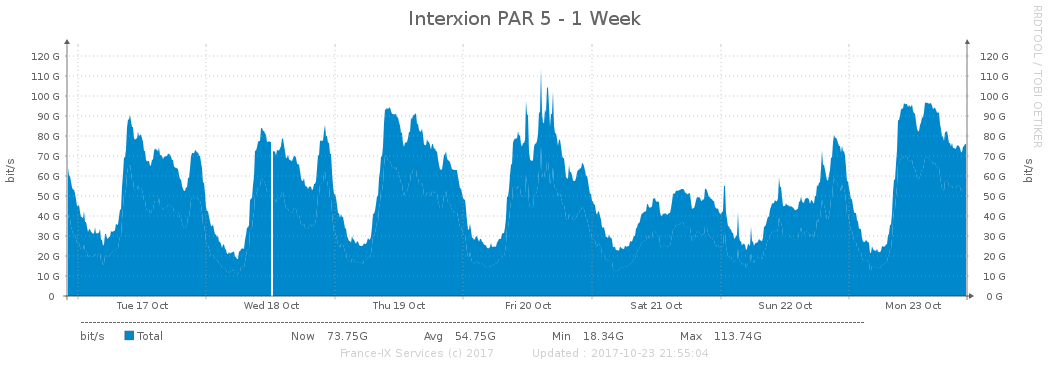 Interxion PAR 5 - 1 Week
RRDTOOL / TOBI OETIKER
bit/s
120 G 120 G
110 G 110 G
100 G 100 G
90 G 90 G
80 G 80 G
70 G 70 G
60 G 60 G
50 G 50 G
40 G 40 G
30 G 30 G
20 G 20 G
10 G 10 G
0 0 G
bit/s
Tue 17 Oct Wed 18 Oct Thu 19 Oct Fri 20 Oct Sat 21 Oct Sun 22 Oct Mon 23 Oct
bit/s Total Now 73.75G Avg 54.75G Min 18.34G Max 113.74G
France-IX Services (c) 2017 Updated : 2017-10-23 21:55:04